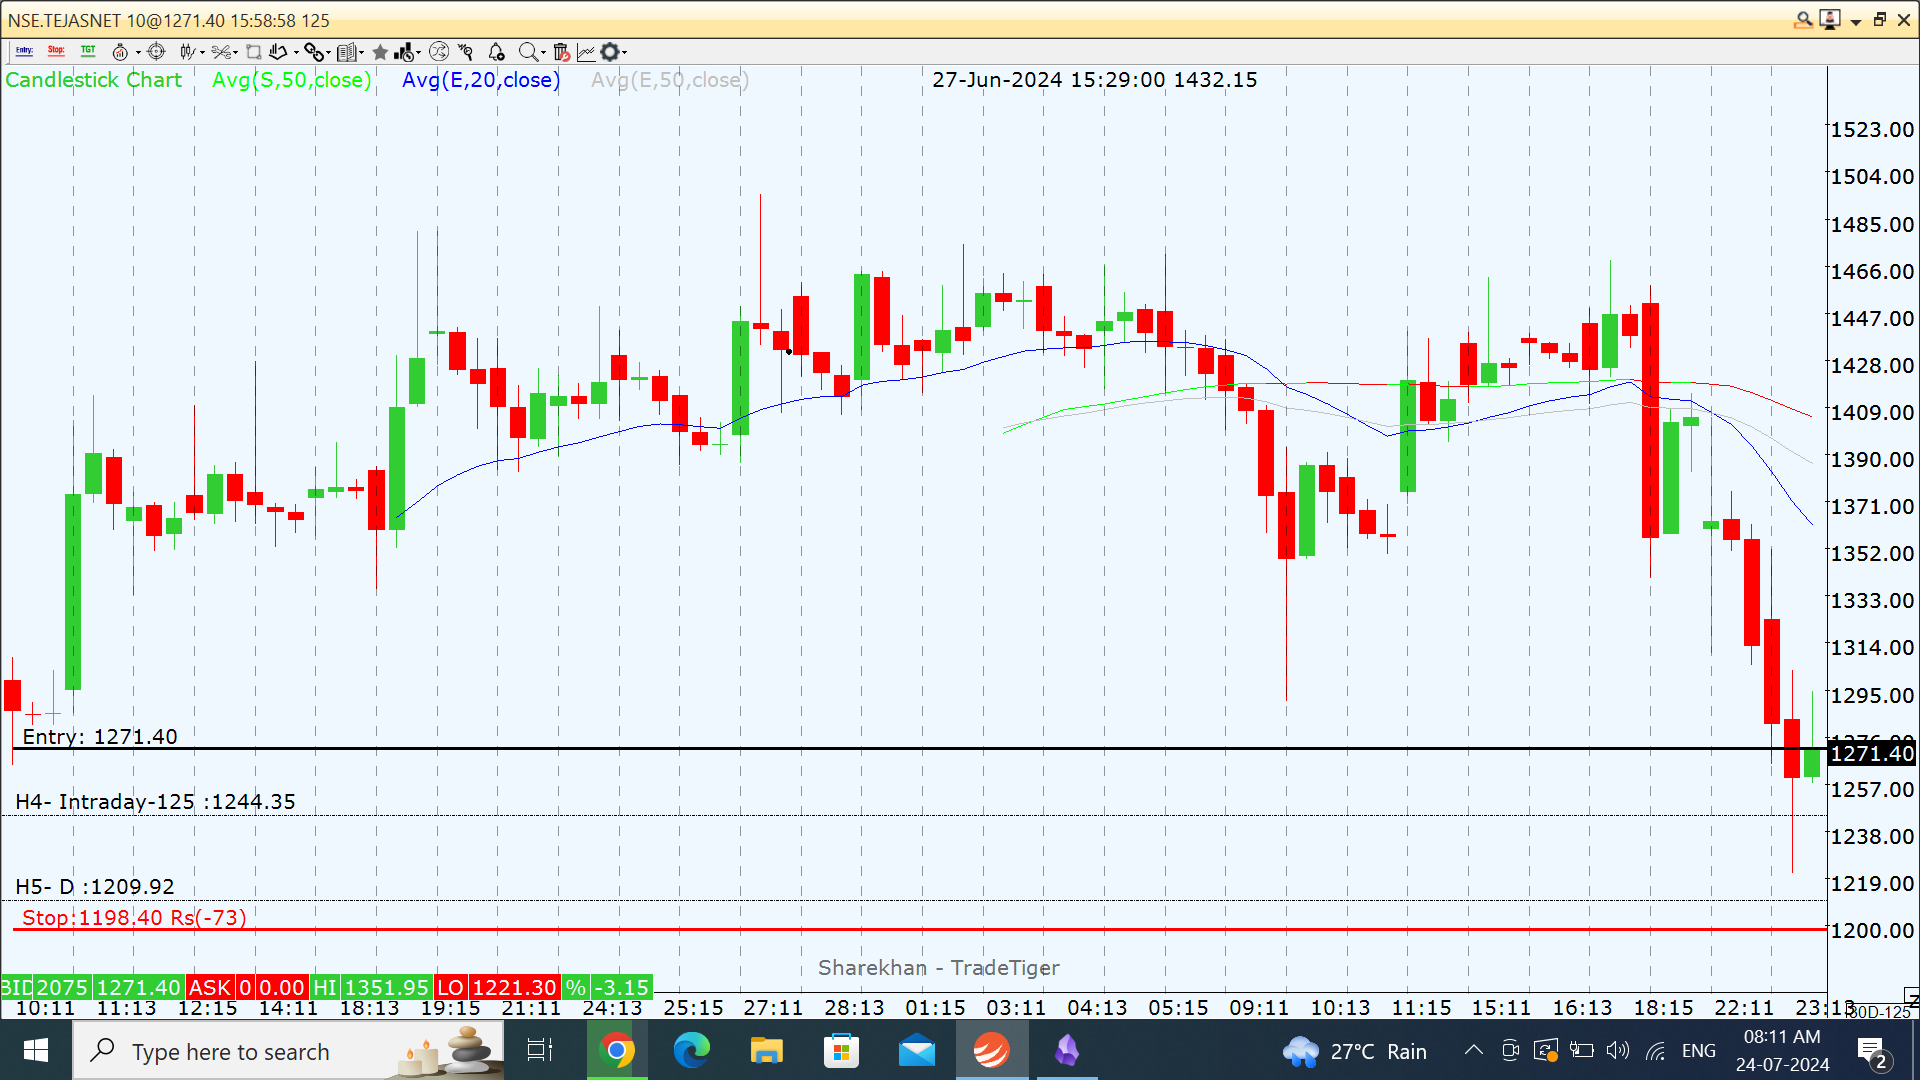 NSE.TEJASNET 10@1271.40 15:58:58 125
Entry: Stop: TGT
Candlestick Chart Avg(S,50,close) Avg(E,20,close) Avg(E,50,close) 27-Jun-2024 15:29:00 1432.15
1523.00
1504.00
1485.00
1466.00
1447.00
1428.00
1409.00
1390.00
1371.00
1352.00
1333.00
1314.00
1295.00
Entry: 1271.40
1271.40
1257.00
H4- Intraday-125 :1244.35
1238.00
H5- D :1209.92
1219.00
Stop:1198.40 Rs(-73)
1200.00
Sharekhan - TradeTiger
BID 2075 1271.40 ASK 0 0.00 HI 1351.95 LO 1221.30 % -3.15
10:11 11:13 12:15 14:11 18:13 19:15 21:11 24:13 25:15 27:11 28:13 01:15 03:11 04:13 05:15 09:11 10:13 11:15 15:11 16:13 18:15 22:11 23:13
Type here to search
27°C Rain
ENG
08:11 AM
24-07-2024
2